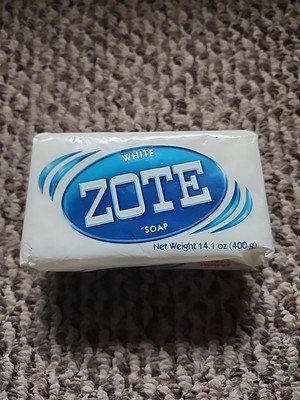 WHITE
ZOTE
SOAP
Net Weight 14.1 oz (400 g)